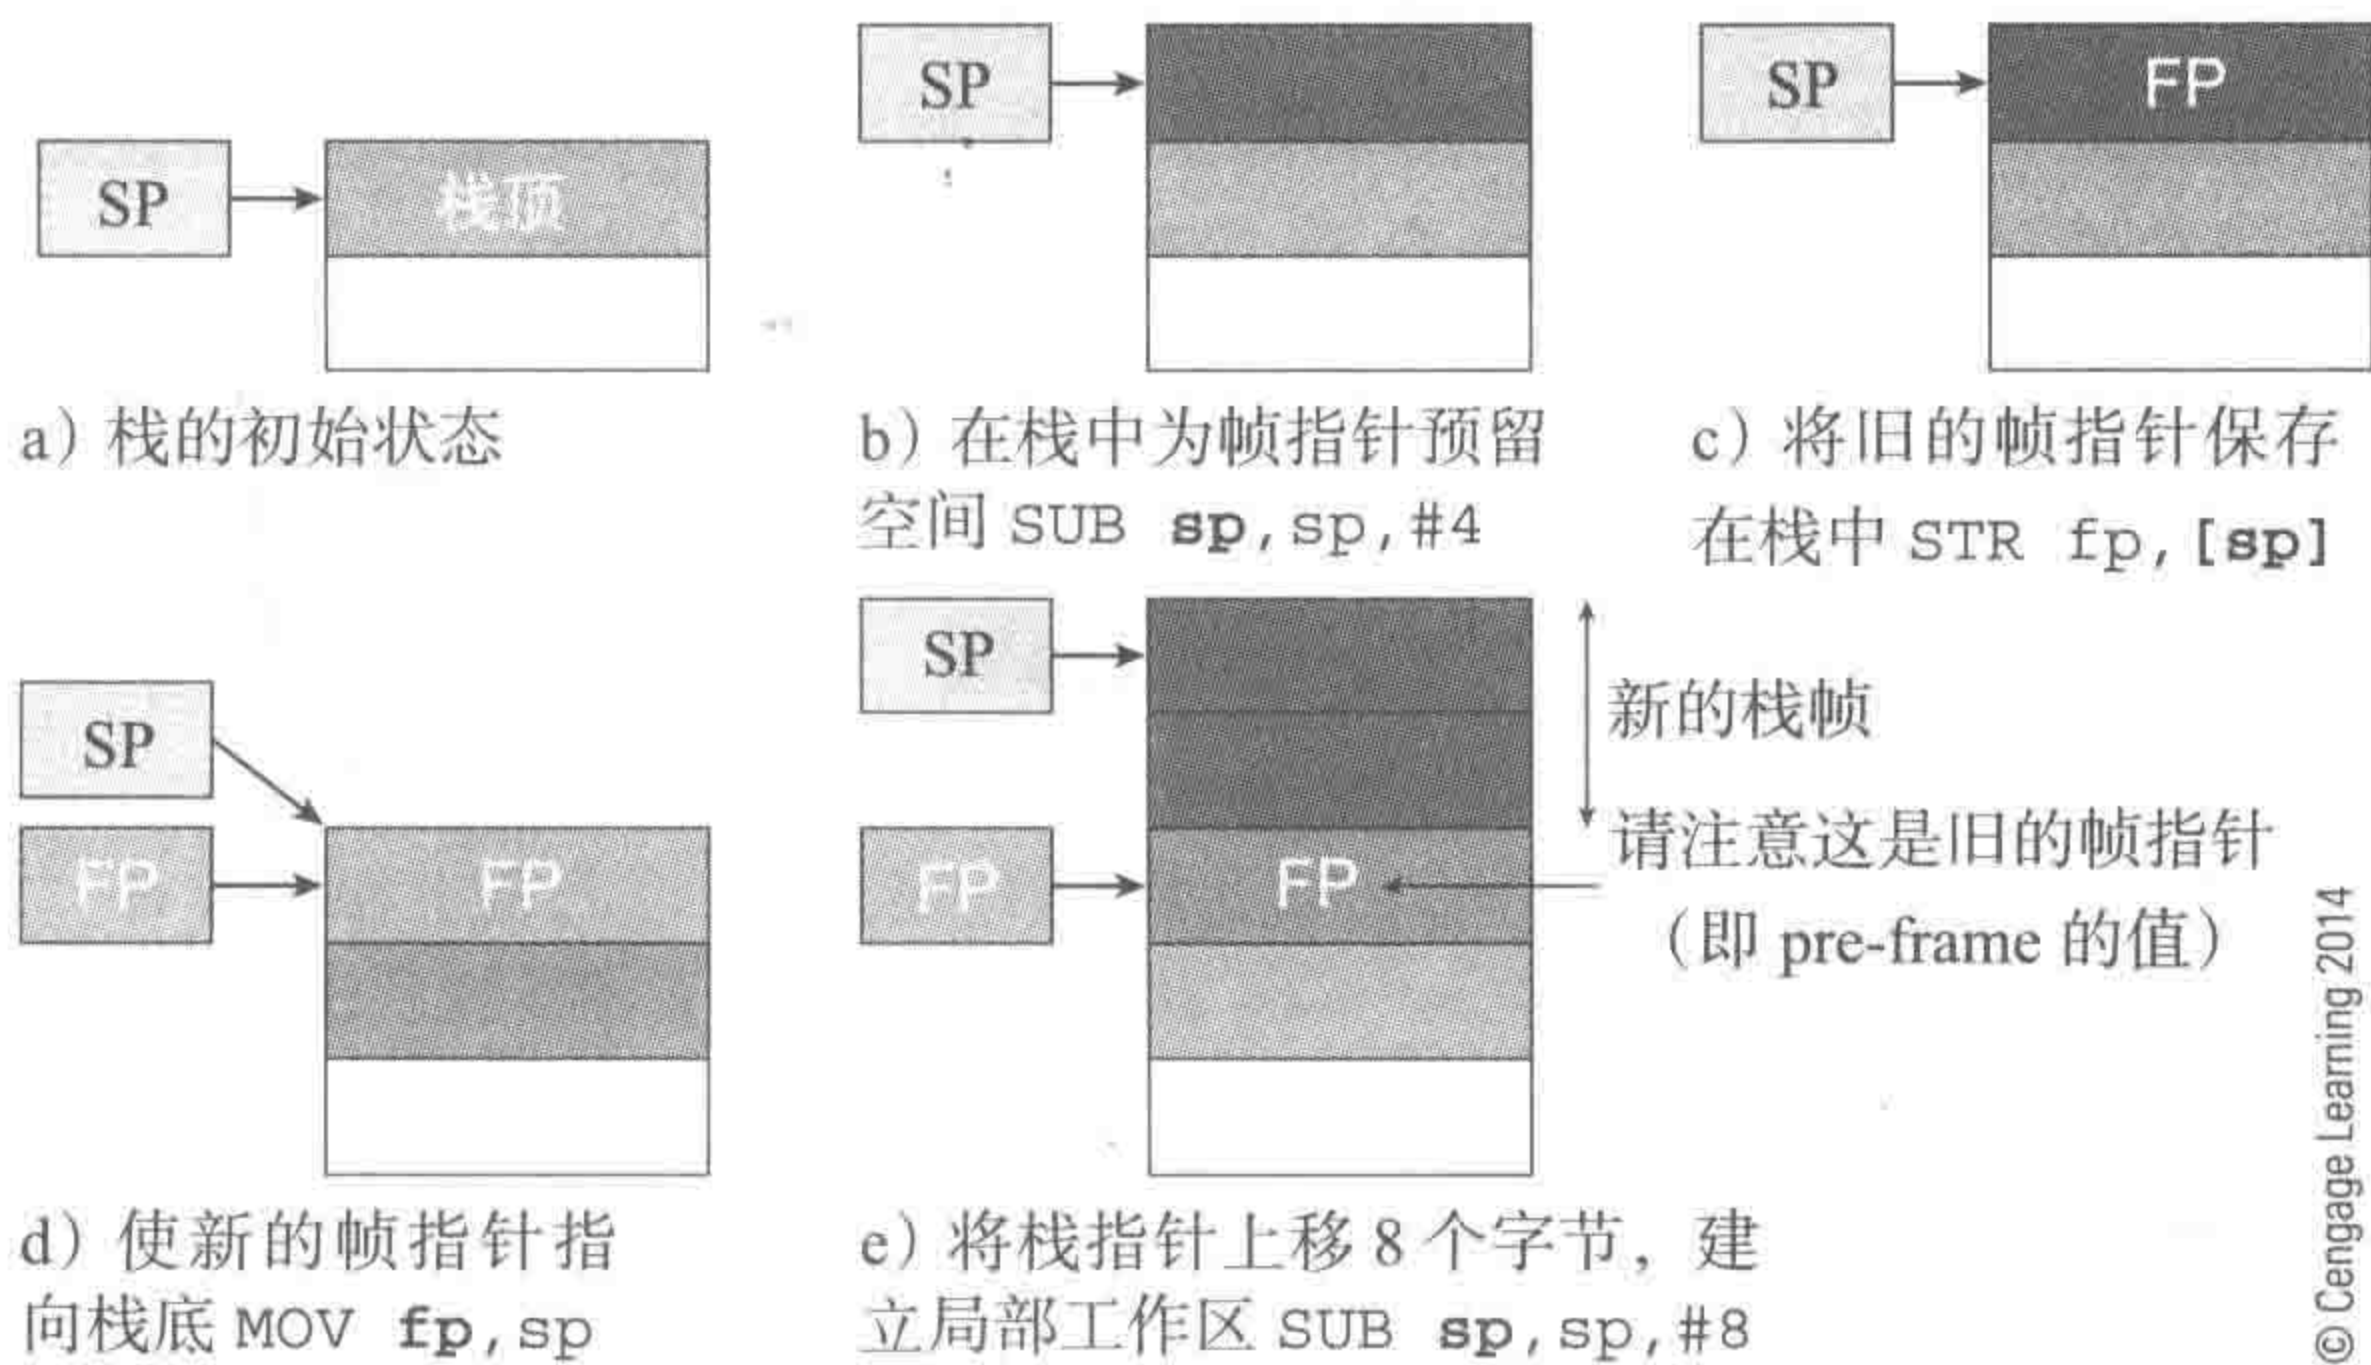 SP
栈顶
a）栈的初始状态
SP
b）在栈中为帧指针预留
空间 SUB sp,sp,#4
SP
FP
c）将旧的帧指针保存
在栈中 STR fp,[sp]
SP
FP
FP
d）使新的帧指针指
向栈底 MOV fp,sp
SP
FP
FP
新的栈帧
请注意这是旧的帧指针
（即 pre-frame 的值）
e）将栈指针上移 8 个字节，建
立局部工作区 SUB sp,sp,#8
© Cengage Learning 2014